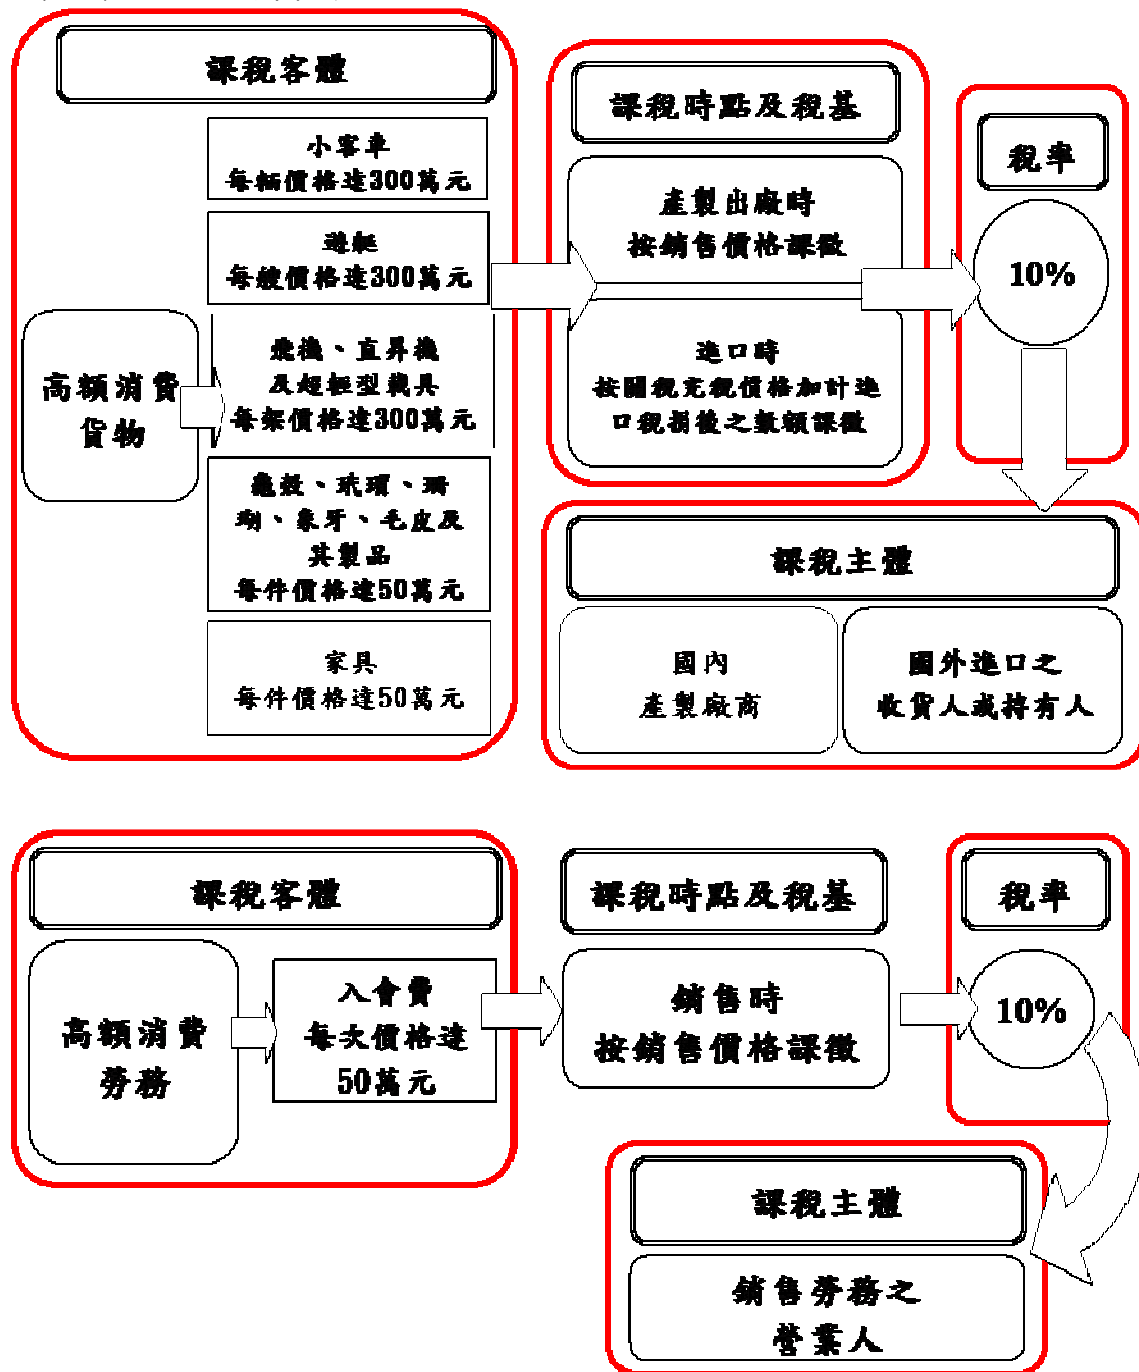 課稅客體
小客車
每輛價格達300萬元
遊艇
每艘價格達300萬元
飛機、直昇機
及超輕型載具
每架價格達300萬元
龜殼、玳瑁、珊
瑚、象牙、毛皮及
其製品
每件價格達50萬元
家具
每件價格達50萬元
高額消費
貨物
課稅時點及稅基
產製出廠時
按銷售價格課徵
進口時
按關稅完稅價格加計進
口稅捐後之數額課徵
稅率
10%
課稅主體
國內
產製廠商
國外進口之
收貨人或持有人
課稅客體
高額消費
勞務
入會費
每次價格達
50萬元
課稅時點及稅基
銷售時
按銷售價格課徵
稅率
10%
課稅主體
銷售勞務之
營業人